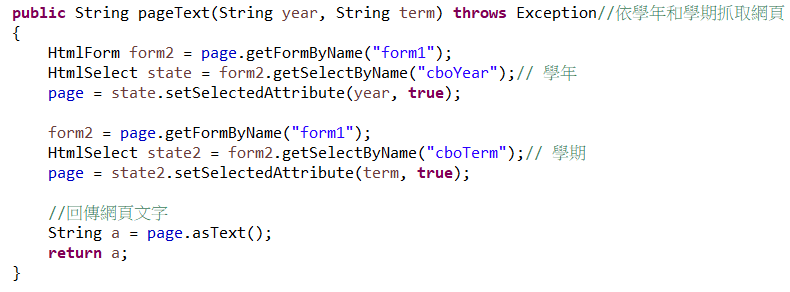 public String pageText(String year, String term) throws Exception//依學年和學期抓取網頁
{
HtmlForm form2 = page.getFormByName("form1");
HtmlSelect state = form2.getSelectByName("cboYear");// 學年
page = state.setSelectedAttribute(year, true);
form2 = page.getFormByName("form1");
HtmlSelect state2 = form2.getSelectByName("cboTerm");// 學期
page = state2.setSelectedAttribute(term, true);
//回傳網頁文字
String a = page.asText();
return a;
}